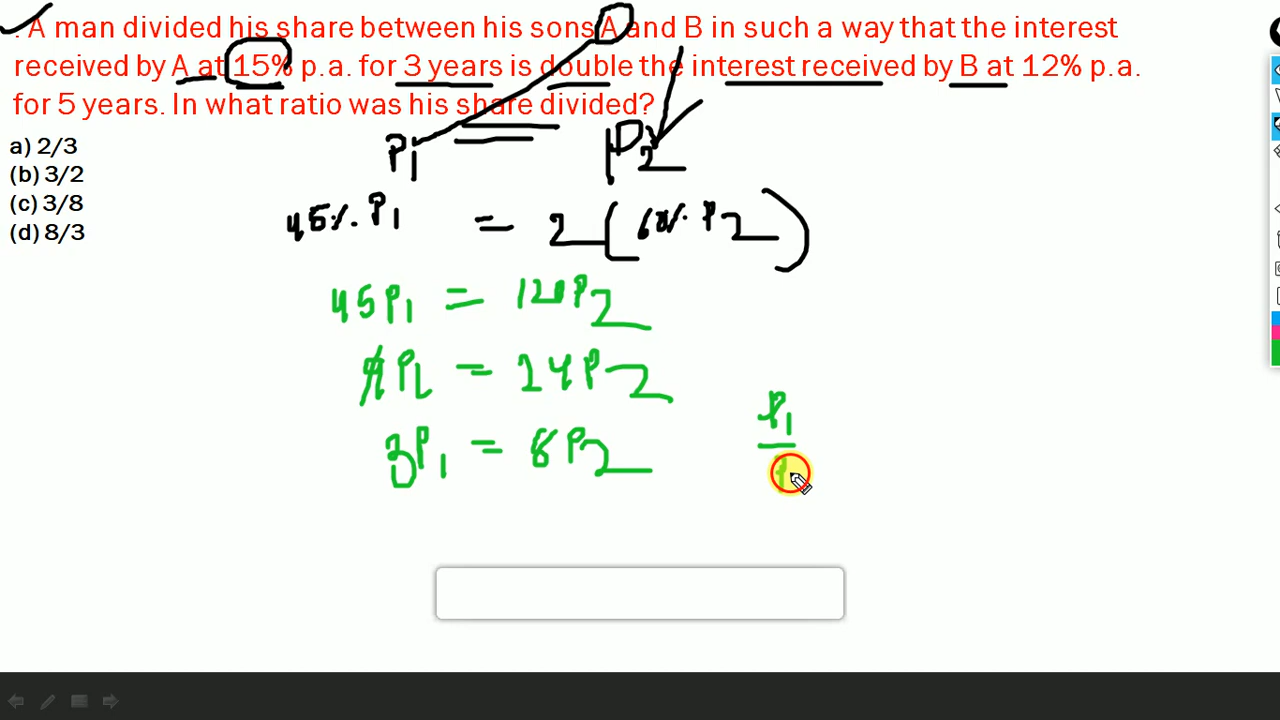 . A man divided his share between his sons A and B in such a way that the interest
received by A at 15% p.a. for 3 years is double the interest received by B at 12% p.a.
for 5 years. In what ratio was his share divided?
a) 2/3
(b) 3/2
(c) 3/8
(d) 8/3
P1 P2
45%. P1 = 2 (60%. P2)
45P1 = 120P2
9P1 = 24P2
3P1 = 8P2
P1